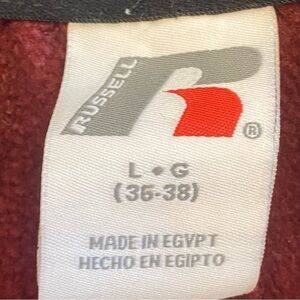 RUSSELL
®
L • G
(36-38)
MADE IN EGYPT
HECHO EN EGIPTO